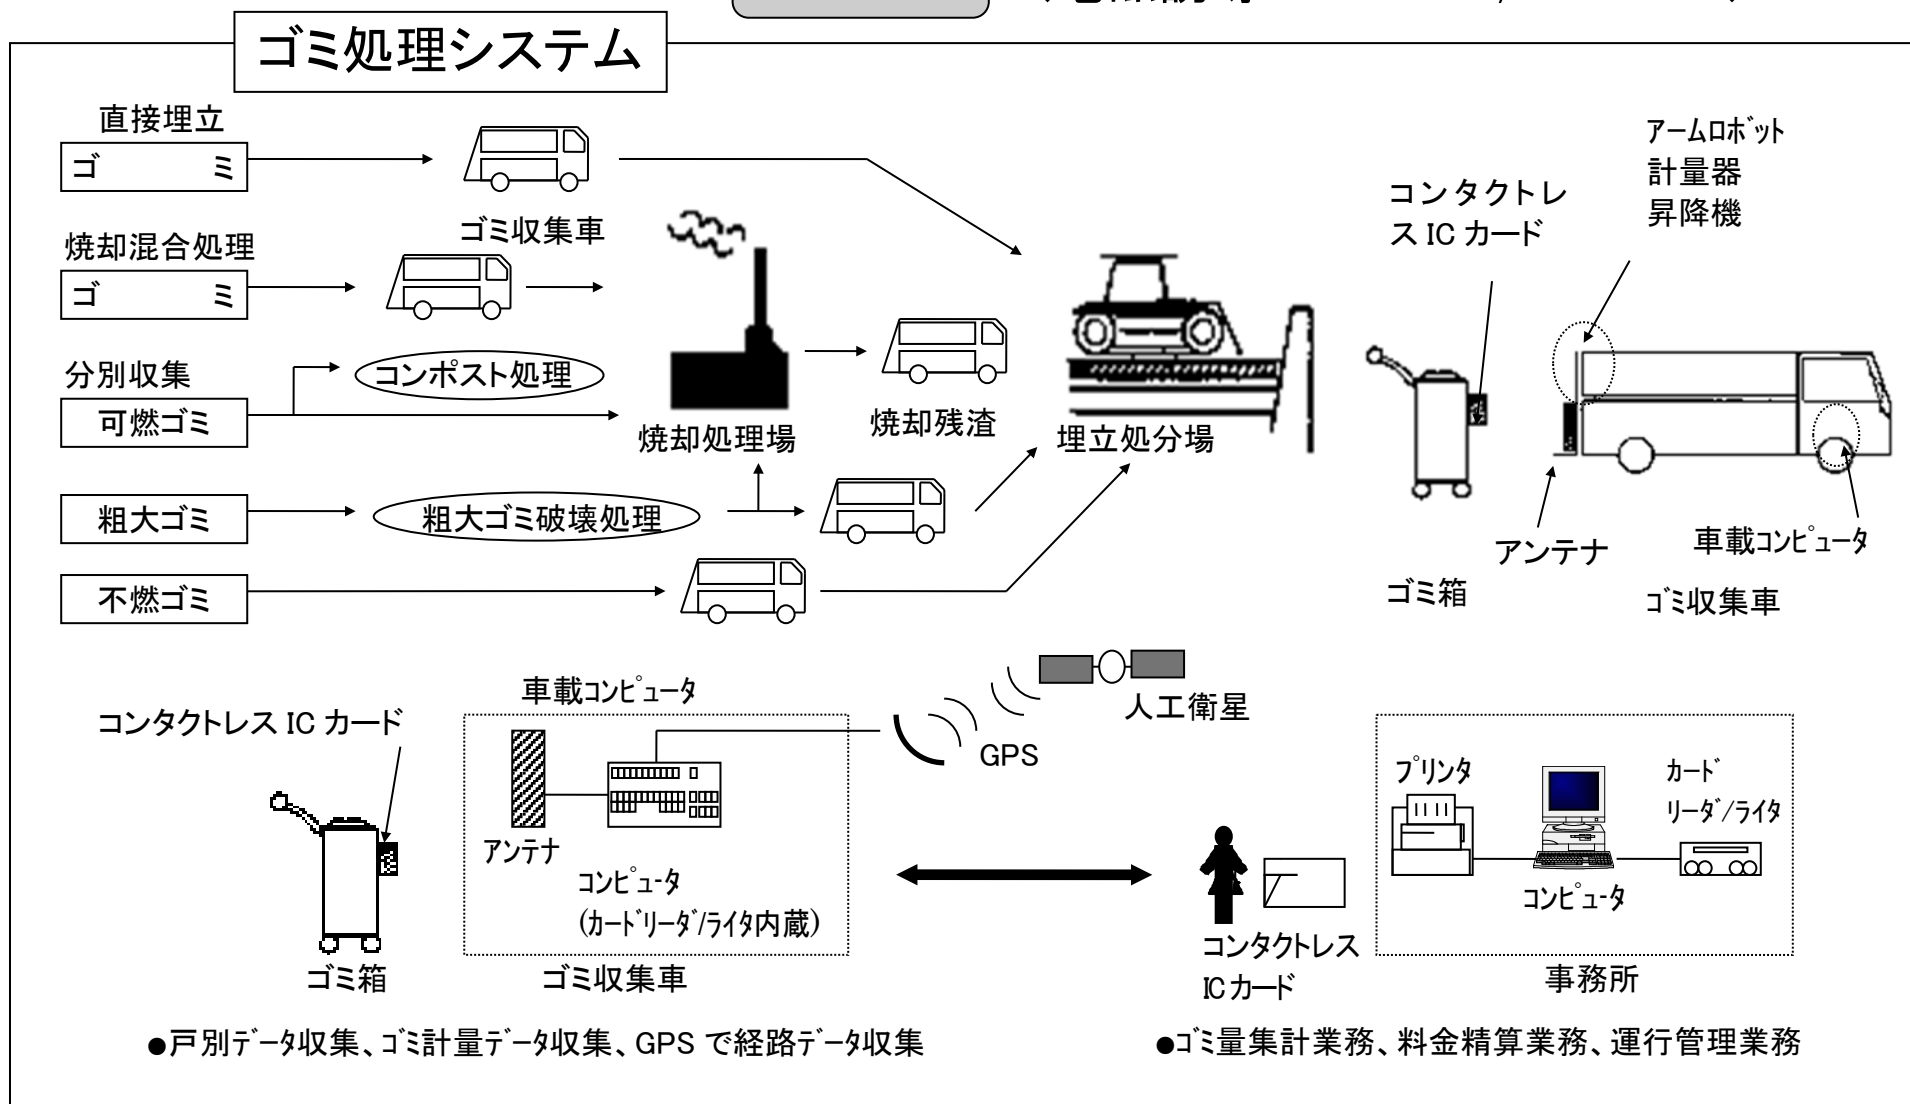 ゴミ処理システム
直接埋立
ゴ　　　ミ
ゴミ収集車
焼却混合処理
ゴ　　　ミ
分別収集
コンポスト処理
可燃ゴミ
焼却処理場
焼却残渣
埋立処分場
粗大ゴミ
粗大ゴミ破壊処理
不燃ゴミ
コンタクトレ
ス IC カード
アームロボット
計量器
昇降機
アンテナ
車載コンピュータ
ゴミ箱
ゴミ収集車
コンタクトレス IC カード
車載コンピュータ
アンテナ
コンピュータ
(カードリーダ/ライタ内蔵)
ゴミ箱
ゴミ収集車
GPS
人工衛星
コンタクトレス
ICカード
プリンタ
カード
リーダ/ライタ
コンピュータ
事務所
●戸別データ収集、ゴミ計量データ収集、GPS で経路データ収集
●ゴミ量集計業務、料金精算業務、運行管理業務